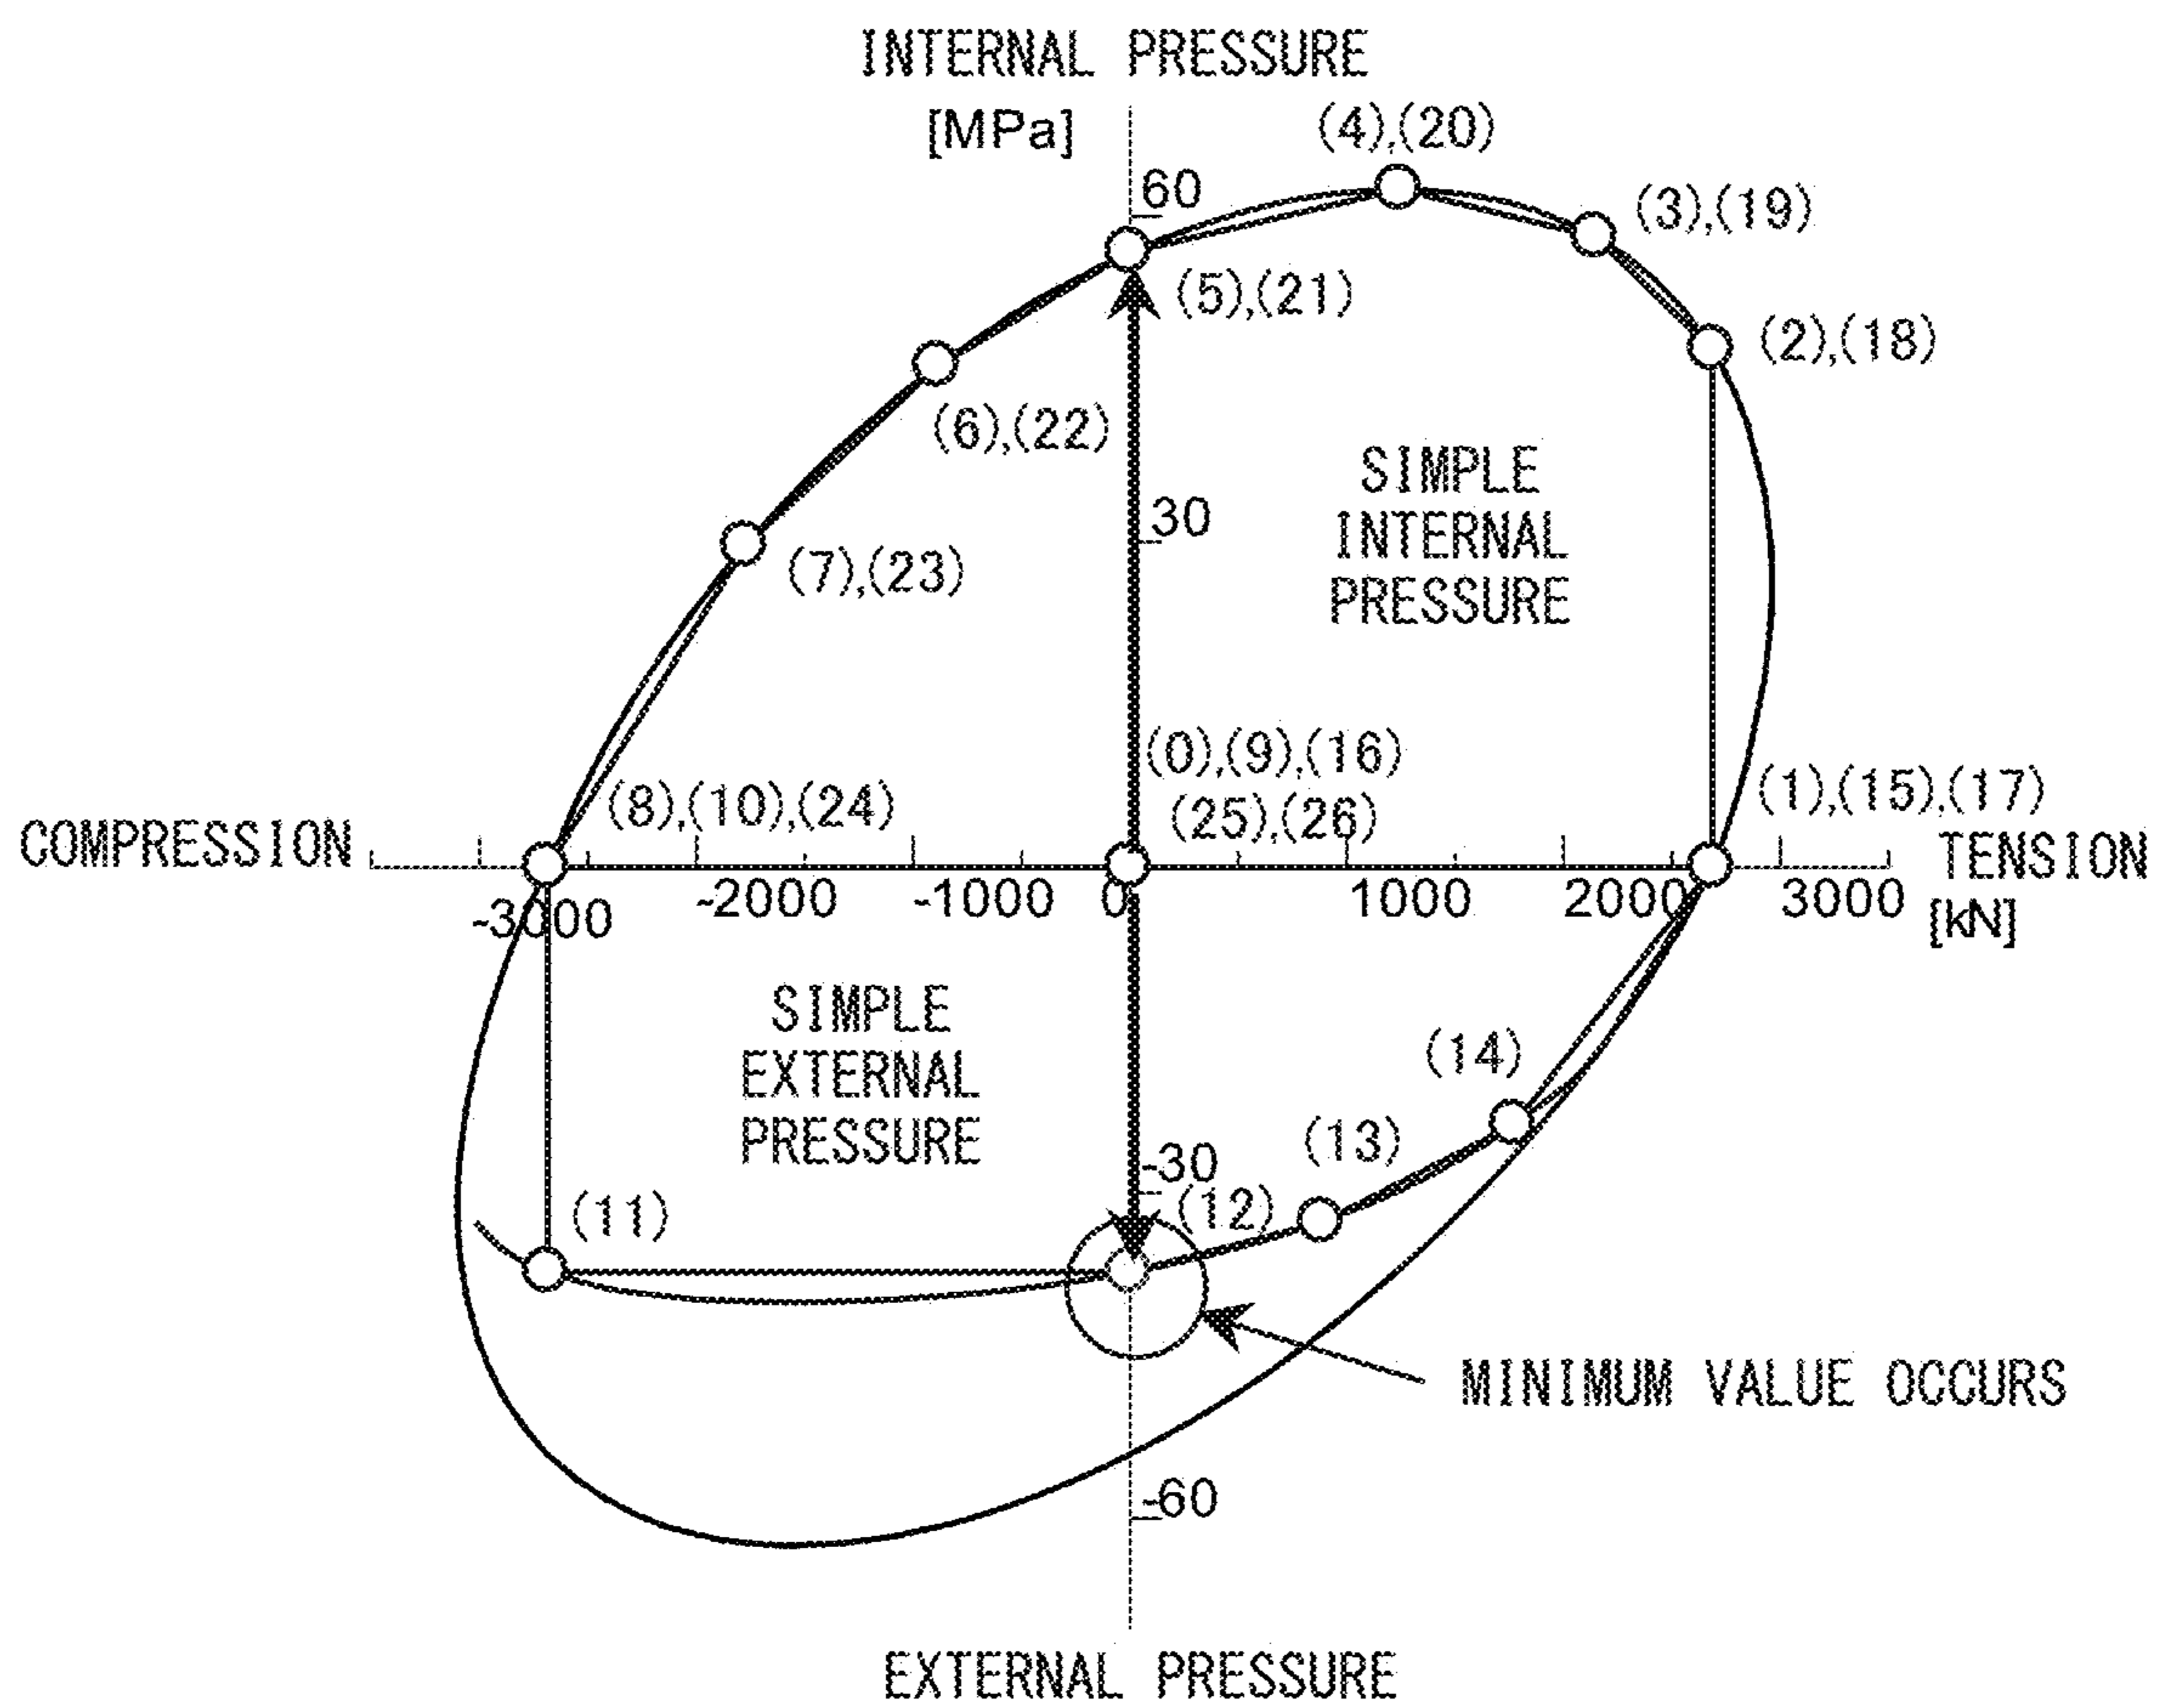 INTERNAL PRESSURE
[MPa]
(4),(20)
60
(3),(19)
(5),(21)
(2),(18)
(6),(22)
SIMPLE
INTERNAL
PRESSURE
30
(7),(23)
(0),(9),(16)
(25),(26)
(8),(10),(24)
(1),(15),(17)
COMPRESSION
TENSION
[kN]
-3000
-2000
-1000
0
1000
2000
3000
SIMPLE
EXTERNAL
PRESSURE
(14)
(13)
-30
(12)
(11)
MINIMUM VALUE OCCURS
-60
EXTERNAL PRESSURE